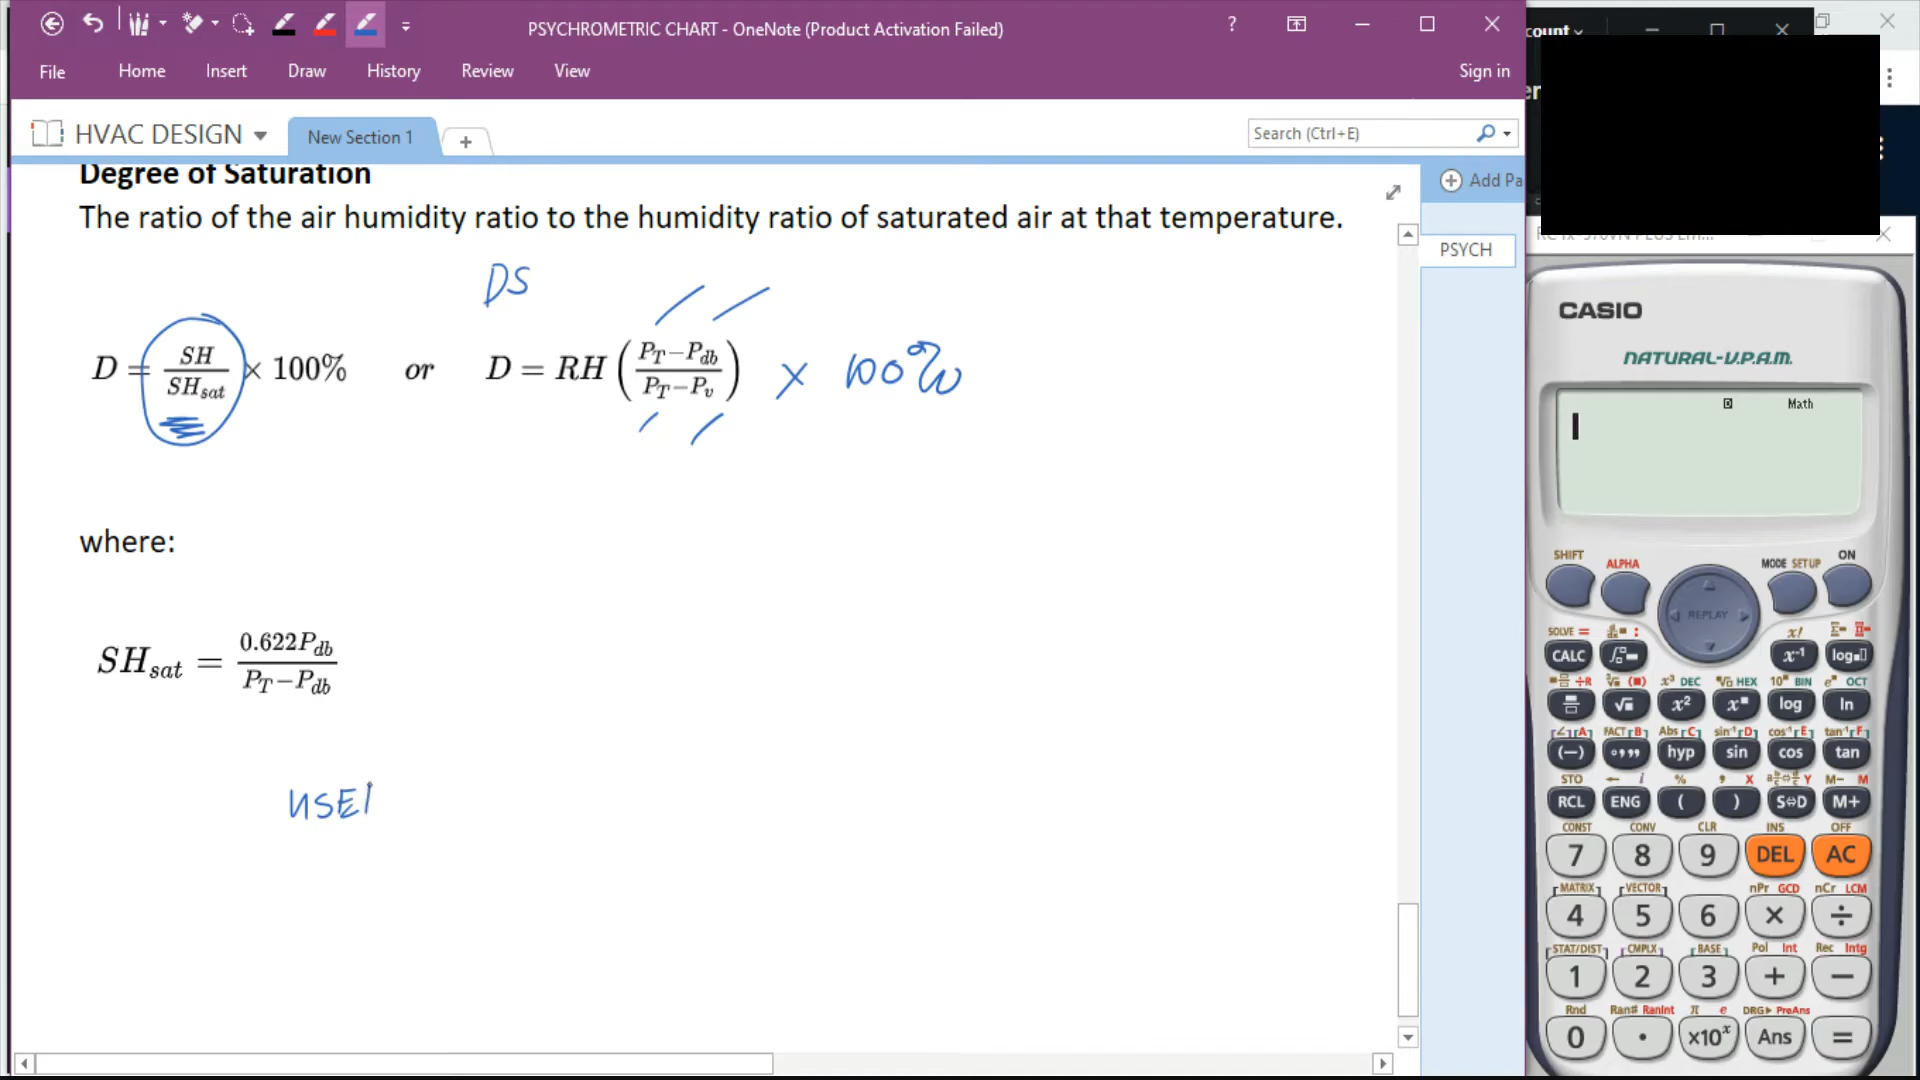 PSYCHROMETRIC CHART - OneNote (Product Activation Failed)
?
File Home Insert Draw History Review View Sign in
HVAC DESIGN New Section 1 + Search (Ctrl+E)
Add Pa
PSYCH
Degree of Saturation
The ratio of the air humidity ratio to the humidity ratio of saturated air at that temperature.
DS
D = SH/SH_sat × 100% or D = RH (P_T−P_db / P_T−P_v) × 100%
where:
SH_sat = 0.622P_db / P_T−P_db
USE
count
CASIO
NATURAL-V.P.A.M.
D Math
SHIFT ALPHA MODE SETUP ON
REPLAY
SOLVE = : x!
CALC x⁻¹ log
÷R x³ DEC HEX 10 BIN e OCT
√ x² x log ln
A FACT B Abs C sin⁻¹ D cos⁻¹ E tan⁻¹ F
(−) hyp sin cos tan
STO ← i % , X Y M− M
RCL ENG ( ) S⇔D M+
CONST CONV CLR INS OFF
7 8 9 DEL AC
MATRIX VECTOR nPr GCD nCr LCM
4 5 6 × ÷
STAT/DIST CMPLX BASE Pol Int Rec Intg
1 2 3 + −
Rnd Ran# RanInt π e DRG▶ PreAns
0 . ×10ˣ Ans =